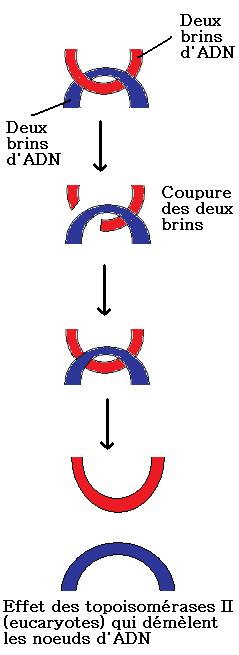 Deux
brins
d'ADN
Deux
brins
d'ADN
Coupure
des deux
brins
Effet des topoisomérases II
(eucaryotes) qui démèlent
les noeuds d'ADN